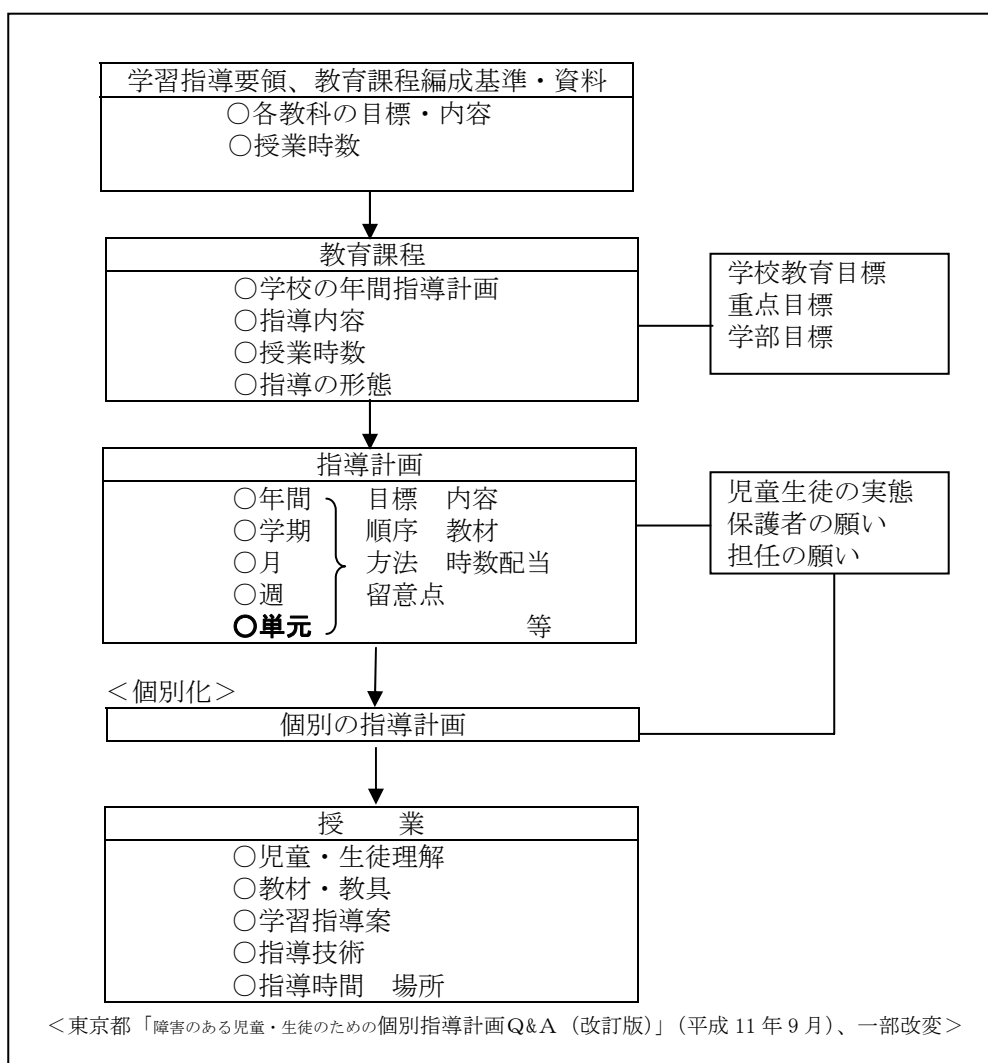 学習指導要領、教育課程編成基準・資料
○各教科の目標・内容
○授業時数
教育課程
○学校の年間指導計画
○指導内容
○授業時数
○指導の形態
学校教育目標
重点目標
学部目標
指導計画
○年間 目標 内容
○学期 順序 教材
○月 方法 時数配当
○週 留意点
○単元 等
児童生徒の実態
保護者の願い
担任の願い
<個別化>
個別の指導計画
授 業
○児童・生徒理解
○教材・教具
○学習指導案
○指導技術
○指導時間 場所
<東京都「障害のある児童・生徒のための個別指導計画Q&A(改訂版)」(平成11年9月)、一部改変>